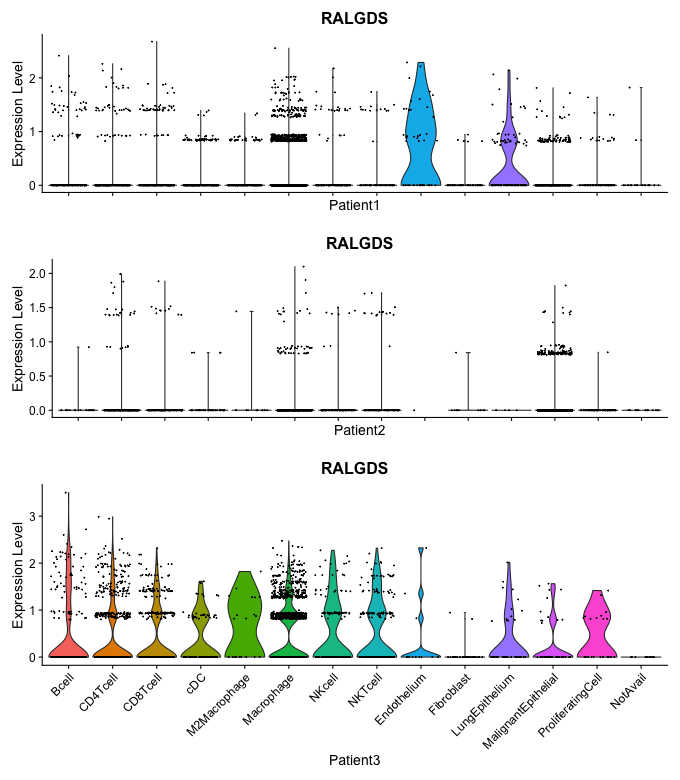 RALGDS
Expression Level
2
1
0
Patient1
RALGDS
Expression Level
2.0
1.5
1.0
0.5
0.0
Patient2
RALGDS
Expression Level
3
2
1
0
Bcell
CD4Tcell
CD8Tcell
cDC
M2Macrophage
Macrophage
NKcell
NKTcell
Endothelium
Fibroblast
LungEpithelium
MalignantEpithelial
ProliferatingCell
NotAvail
Patient3